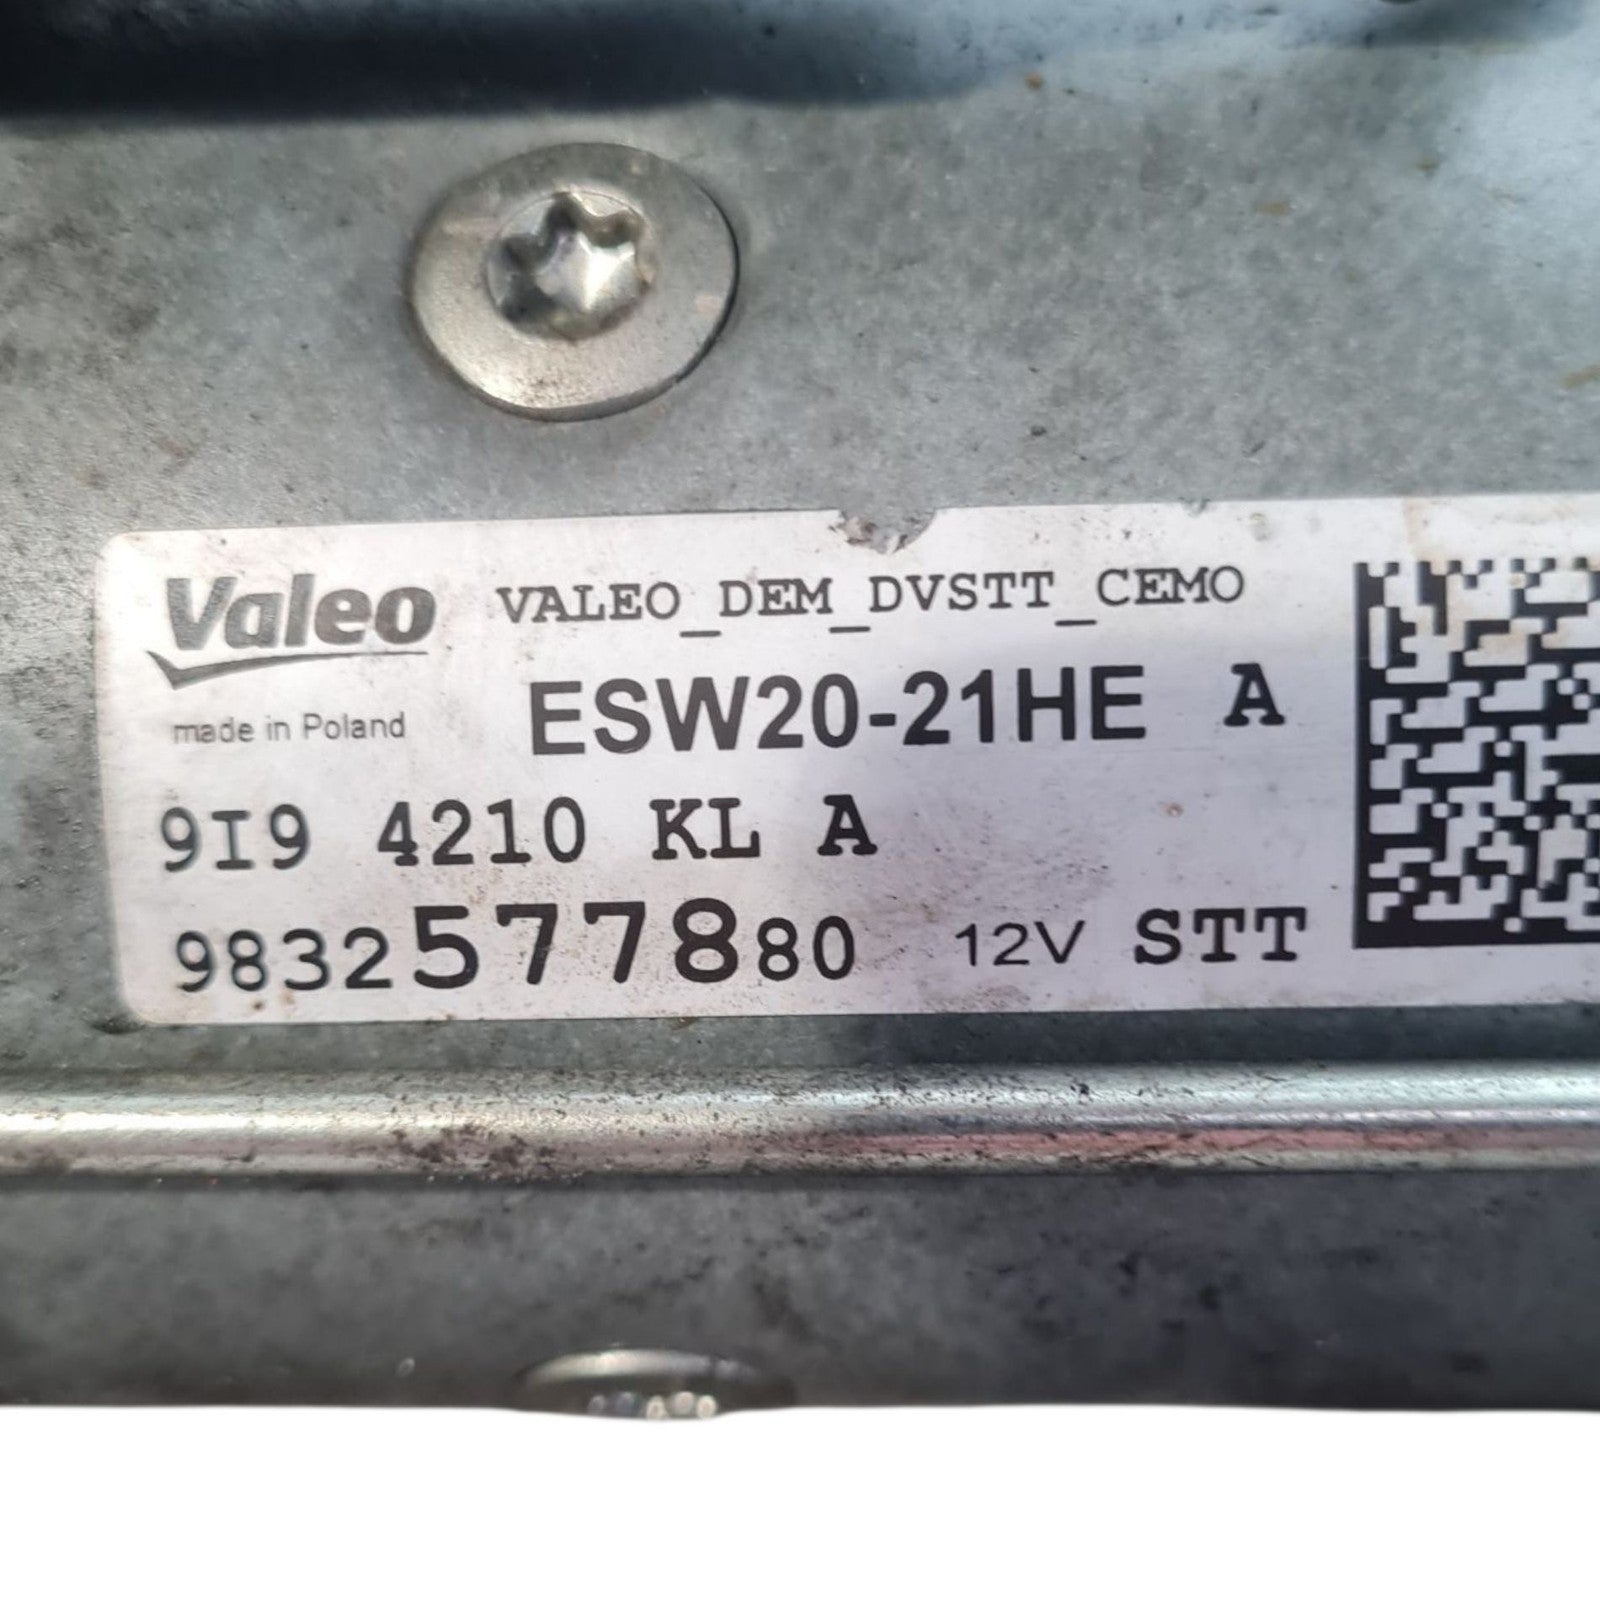 Valeo VALEO_DEM_DVSTT_CEMO
made in Poland ESW20-21HE A
9I9 4210 KL A
9832577880 12V STT